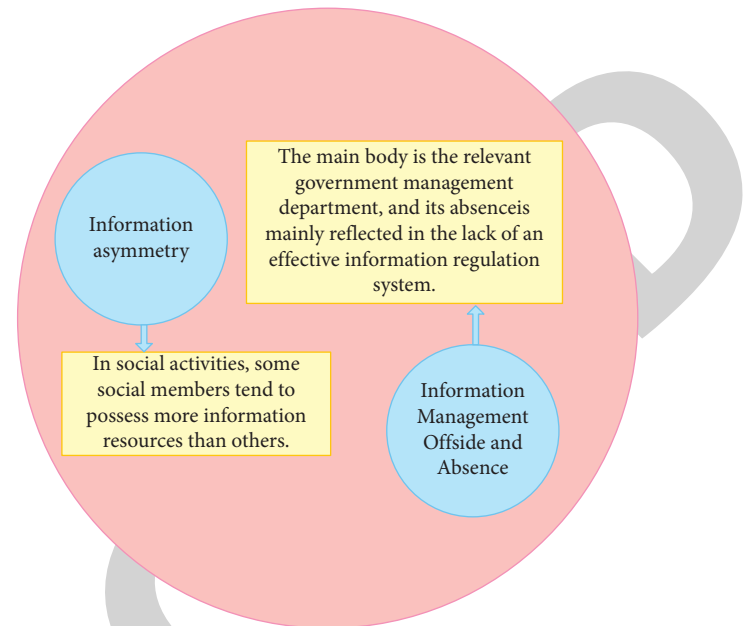 Information
asymmetry
In social activities, some
social members tend to
possess more information
resources than others.
The main body is the relevant
government management
department, and its absenceis
mainly reflected in the lack of an
effective information regulation
system.
Information
Management
Offside and
Absence